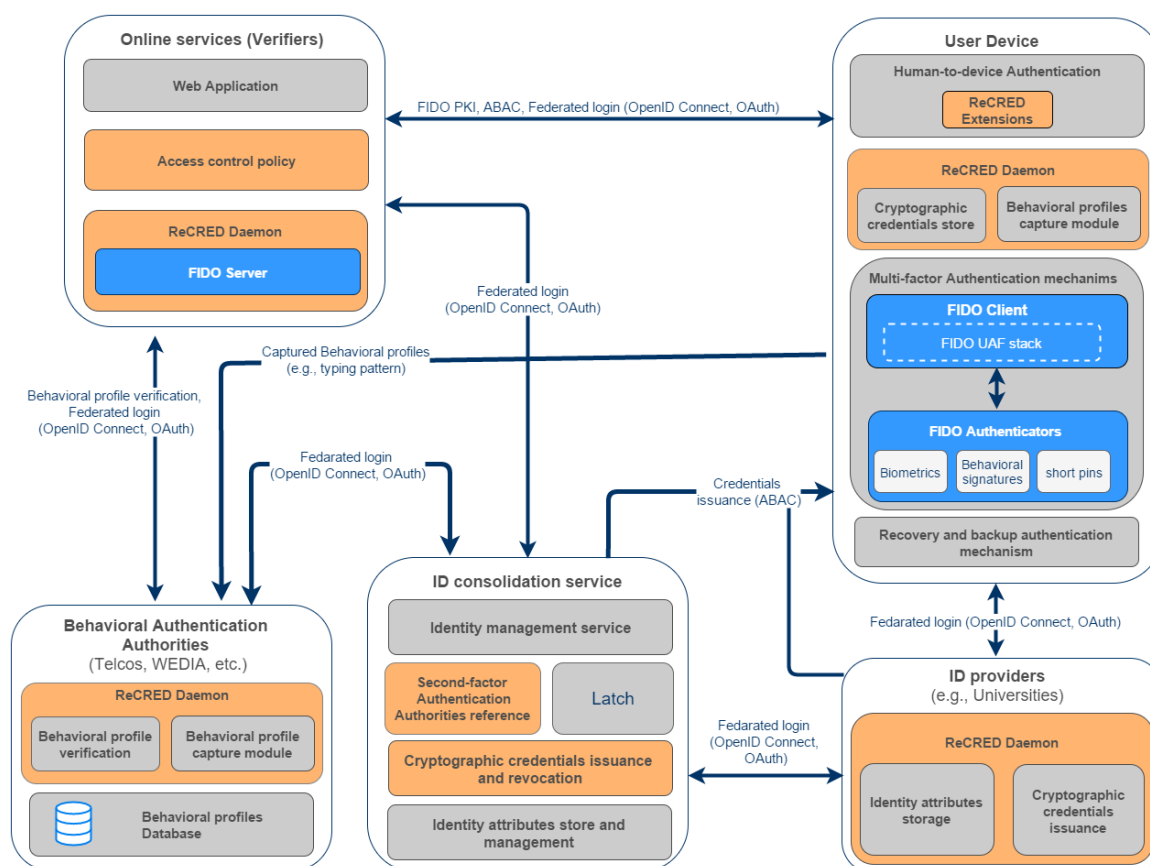 Online services (Verifiers)
Web Application
Access control policy
ReCRED Daemon
FIDO Server
FIDO PKI, ABAC, Federated login (OpenID Connect, OAuth)
User Device
Human-to-device Authentication
ReCRED
Extensions
ReCRED Daemon
Cryptographic
credentials store
Behavioral profiles
capture module
Multi-factor Authentication mechanims
FIDO Client
FIDO UAF stack
FIDO Authenticators
Biometrics
Behavioral
signatures
short pins
Recovery and backup authentication
mechanism
Federated login
(OpenID Connect, OAuth)
Captured Behavioral profiles
(e.g., typing pattern)
Behavioral profile verification,
Federated login
(OpenID Connect, OAuth)
Fedarated login
(OpenID Connect, OAuth)
Credentials
issuance (ABAC)
Fedarated login (OpenID Connect, OAuth)
Behavioral Authentication
Authorities
(Telcos, WEDIA, etc.)
ReCRED Daemon
Behavioral profile
verification
Behavioral profile
capture module
Behavioral profiles
Database
ID consolidation service
Identity management service
Second-factor
Authentication
Authorities reference
Latch
Cryptographic credentials issuance
and revocation
Identity attributes store and
management
Fedarated login
(OpenID Connect,
OAuth)
ID providers
(e.g., Universities)
ReCRED Daemon
Identity attributes
storage
Cryptographic
credentials
issuance